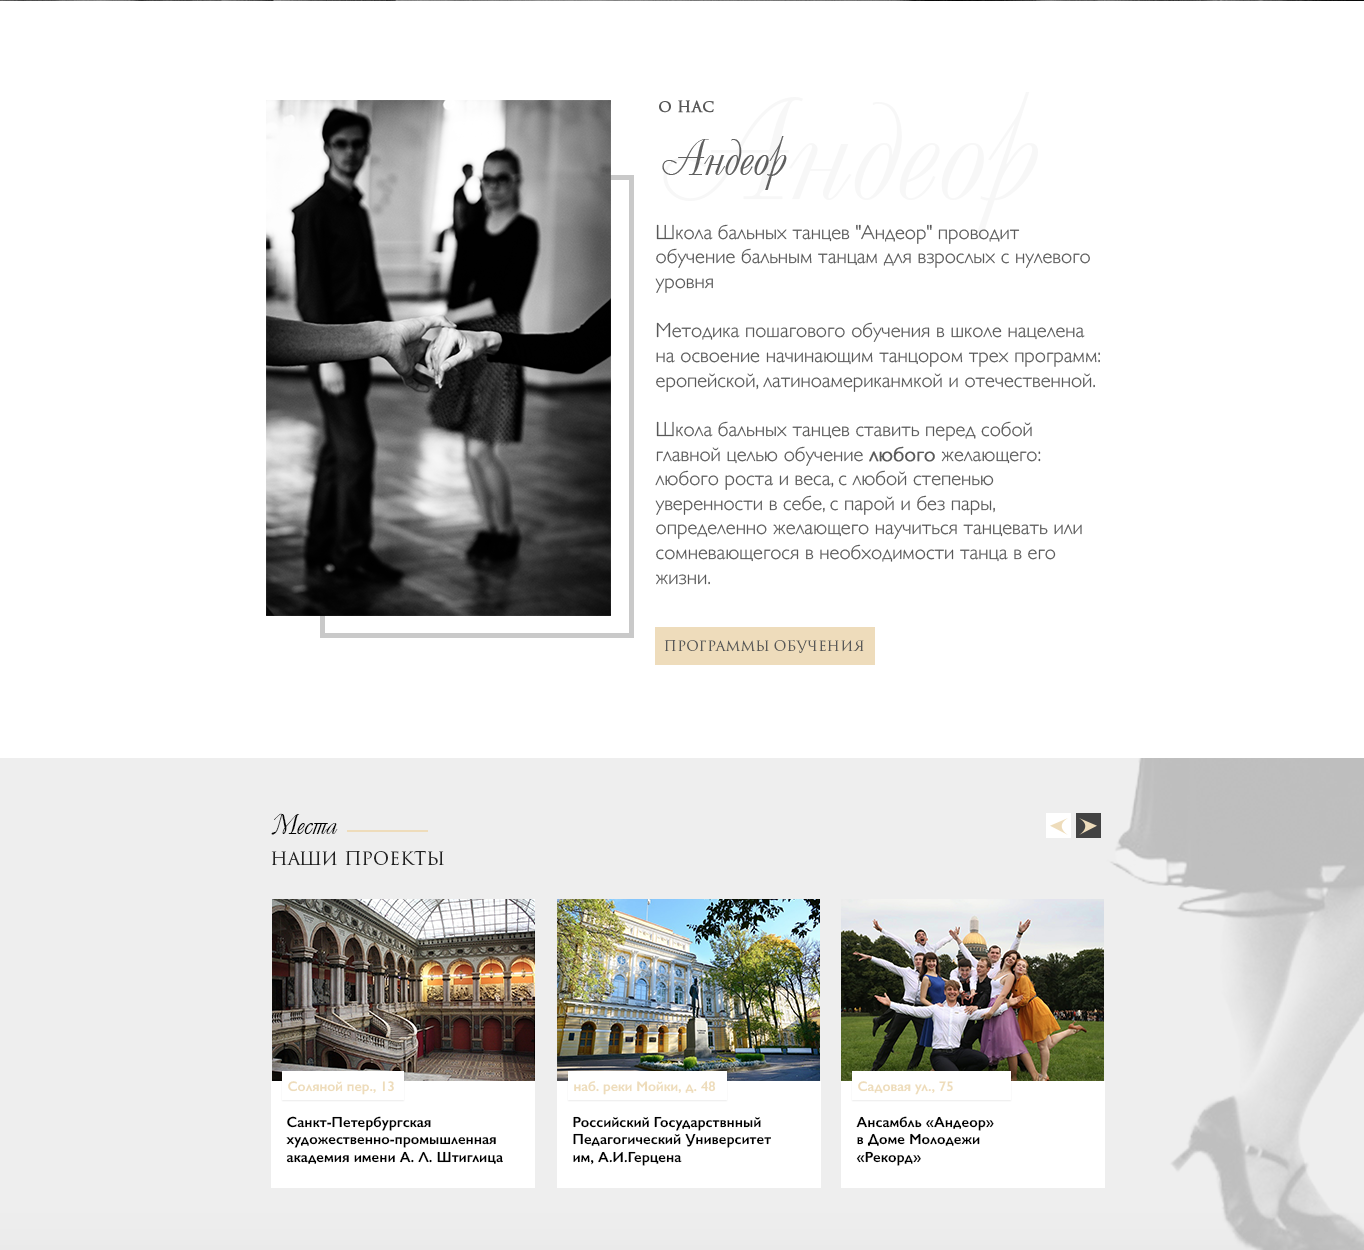 О НАС
Андеор
Андеор
Школа бальных танцев "Андеор" проводит
обучение бальным танцам для взрослых с нулевого
уровня
Методика пошагового обучения в школе нацелена
на освоение начинающим танцором трех программ:
еропейской, латиноамериканмкой и отечественной.
Школа бальных танцев ставить перед собой
главной целью обучение любого желающего:
любого роста и веса, с любой степенью
уверенности в себе, с парой и без пары,
определенно желающего научиться танцевать или
сомневающегося в необходимости танца в его
жизни.
ПРОГРАММЫ ОБУЧЕНИЯ
Места
НАШИ ПРОЕКТЫ
Соляной пер., 13
Санкт-Петербургская
художественно-промышленная
академия имени А. Л. Штиглица
наб. реки Мойки, д. 48
Российский Государствнный
Педагогический Университет
им, А.И.Герцена
Садовая ул., 75
Ансамбль «Андеор»
в Доме Молодежи
«Рекорд»